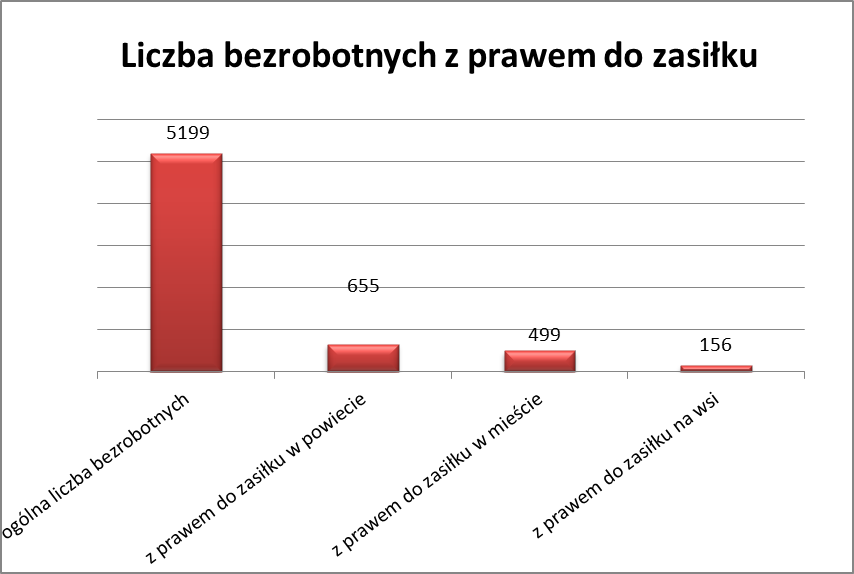 Liczba bezrobotnych z prawem do zasiłku
5199
655
499
156
ogólna liczba bezrobotnych
z prawem do zasiłku w powiecie
z prawem do zasiłku w mieście
z prawem do zasiłku na wsi